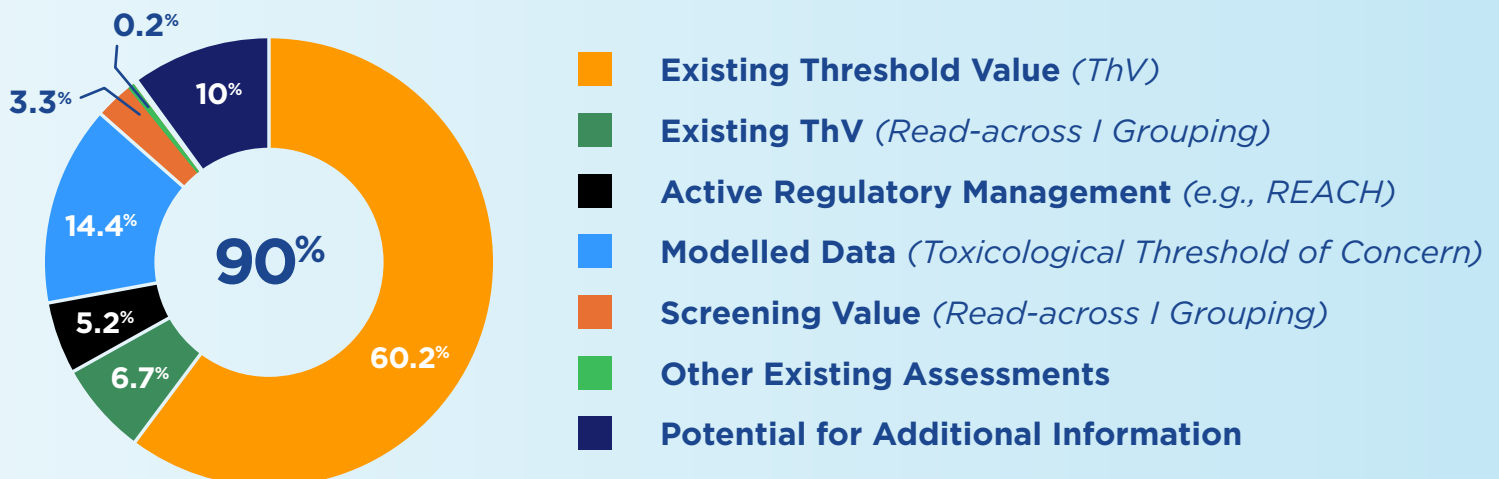 0.2%
3.3%
10%
14.4%
90%
5.2%
6.7%
60.2%
Existing Threshold Value (ThV)
Existing ThV (Read-across I Grouping)
Active Regulatory Management (e.g., REACH)
Modelled Data (Toxicological Threshold of Concern)
Screening Value (Read-across I Grouping)
Other Existing Assessments
Potential for Additional Information